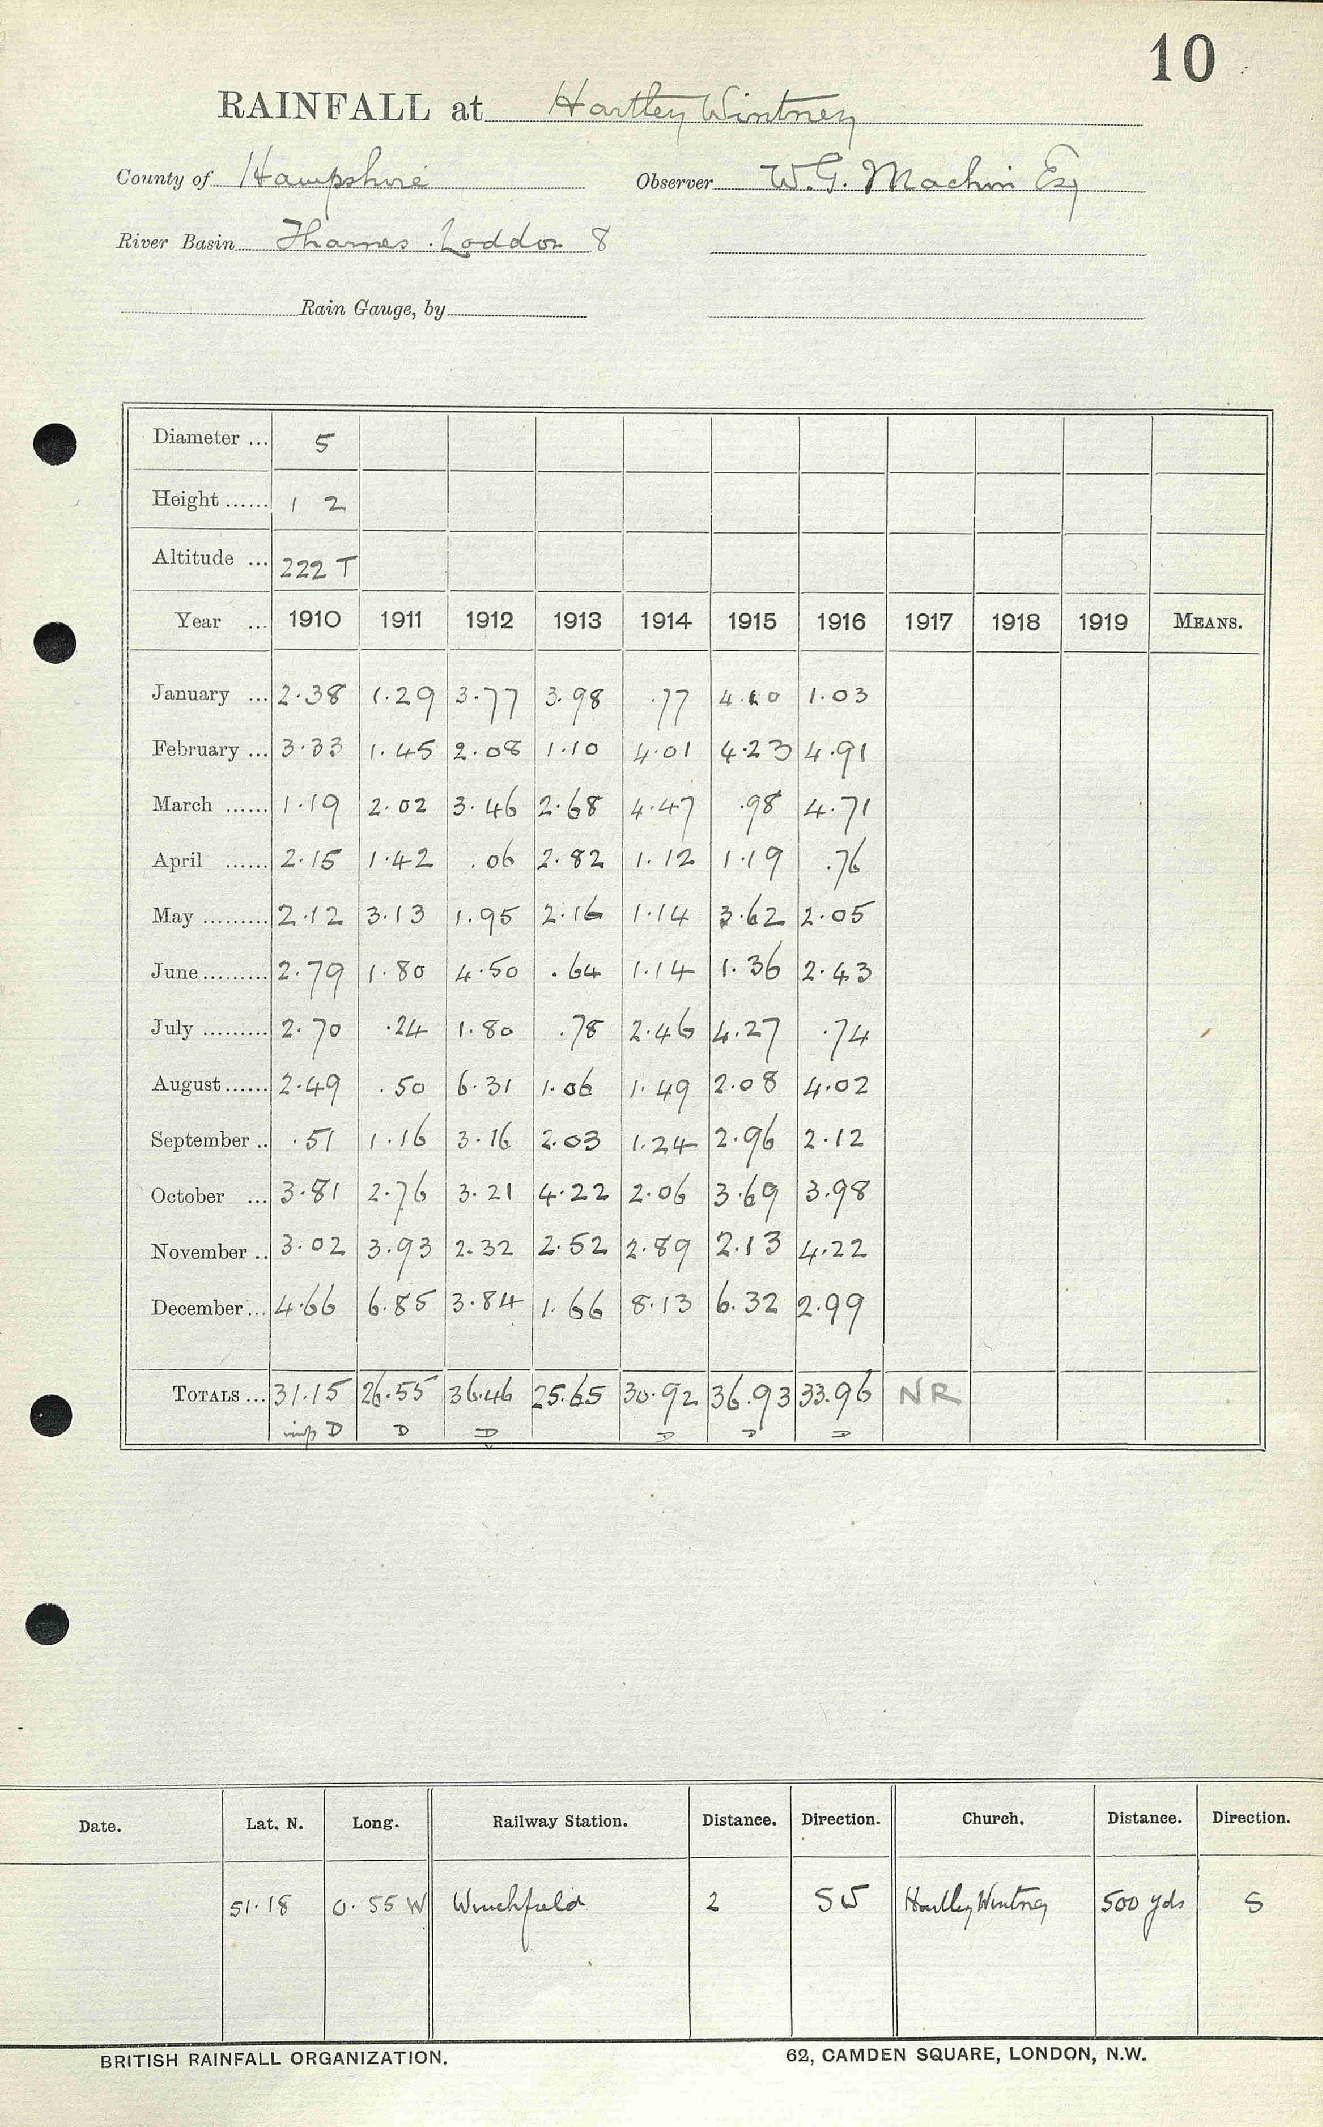 10
RAINFALL at Hartley Wintney
County of Hampshire Observer W. G. Machin Esq
River Basin Thames . Loddon 8
Rain Gauge, by
Diameter ... 5
Height ...... 1 2
Altitude ... 222 T
Year ... 1910 1911 1912 1913 1914 1915 1916 1917 1918 1919 MEANS.
January ... 2.38 1.29 3.77 3.98 .77 4.10 1.03
February ... 3.33 1.45 2.08 1.10 4.01 4.23 4.91
March ...... 1.19 2.02 3.46 2.68 4.47 .98 4.71
April ...... 2.15 1.42 .06 2.82 1.12 1.19 .76
May ......... 2.12 3.13 1.95 2.16 1.14 3.62 2.05
June ......... 2.79 1.80 4.50 .64 1.14 1.36 2.43
July ......... 2.70 .24 1.80 .78 2.46 4.27 .74
August ...... 2.49 .50 6.31 1.06 1.49 2.08 4.02
September .. .51 1.16 3.16 2.03 1.24 2.96 2.12
October ... 3.81 2.76 3.21 4.22 2.06 3.69 3.98
November .. 3.02 3.93 2.32 2.52 2.89 2.13 4.22
December ... 4.66 6.85 3.84 1.66 8.13 6.32 2.99
TOTALS ... 31.15 26.55 36.46 25.65 30.92 36.93 33.96 NR
D D D D D D
Date. Lat. N. Long. Railway Station. Distance. Direction. Church. Distance. Direction.
51.18 0.55 W Winchfield 2 SW Hartley Wintney 500 yds S
BRITISH RAINFALL ORGANIZATION. 62, CAMDEN SQUARE, LONDON, N.W.